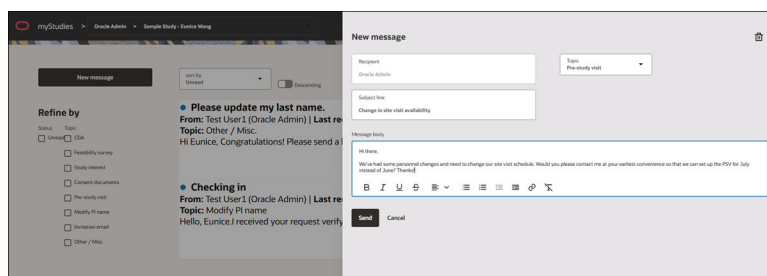 myStudies > Oracle Admin > Sample Study - Eunice Wang
New message
sort by
Unread
Descending
Refine by
Status Topic
Unread CDA
Feasibility survey
Study interest
Consent documents
Pre-study visit
Modify PI name
Invitation email
Other / Misc.
Please update my last name.
From: Test User1 (Oracle Admin) | Last re
Topic: Other / Misc.
Hi Eunice, Congratulations! Please send a l
Checking in
From: Test User1 (Oracle Admin) | Last re
Topic: Modify PI name
Hello, Eunice.I received your request verify
New message
Recipient
Oracle Admin
Topic
Pre-study visit
Subject line
Change in site visit availability
Message body
Hi there,
We've had some personnel changes and need to change our site visit schedule. Would you please contact me at your earliest convenience so that we can set up the PSV for July
instead of June? Thanks!
B I U S
Send Cancel